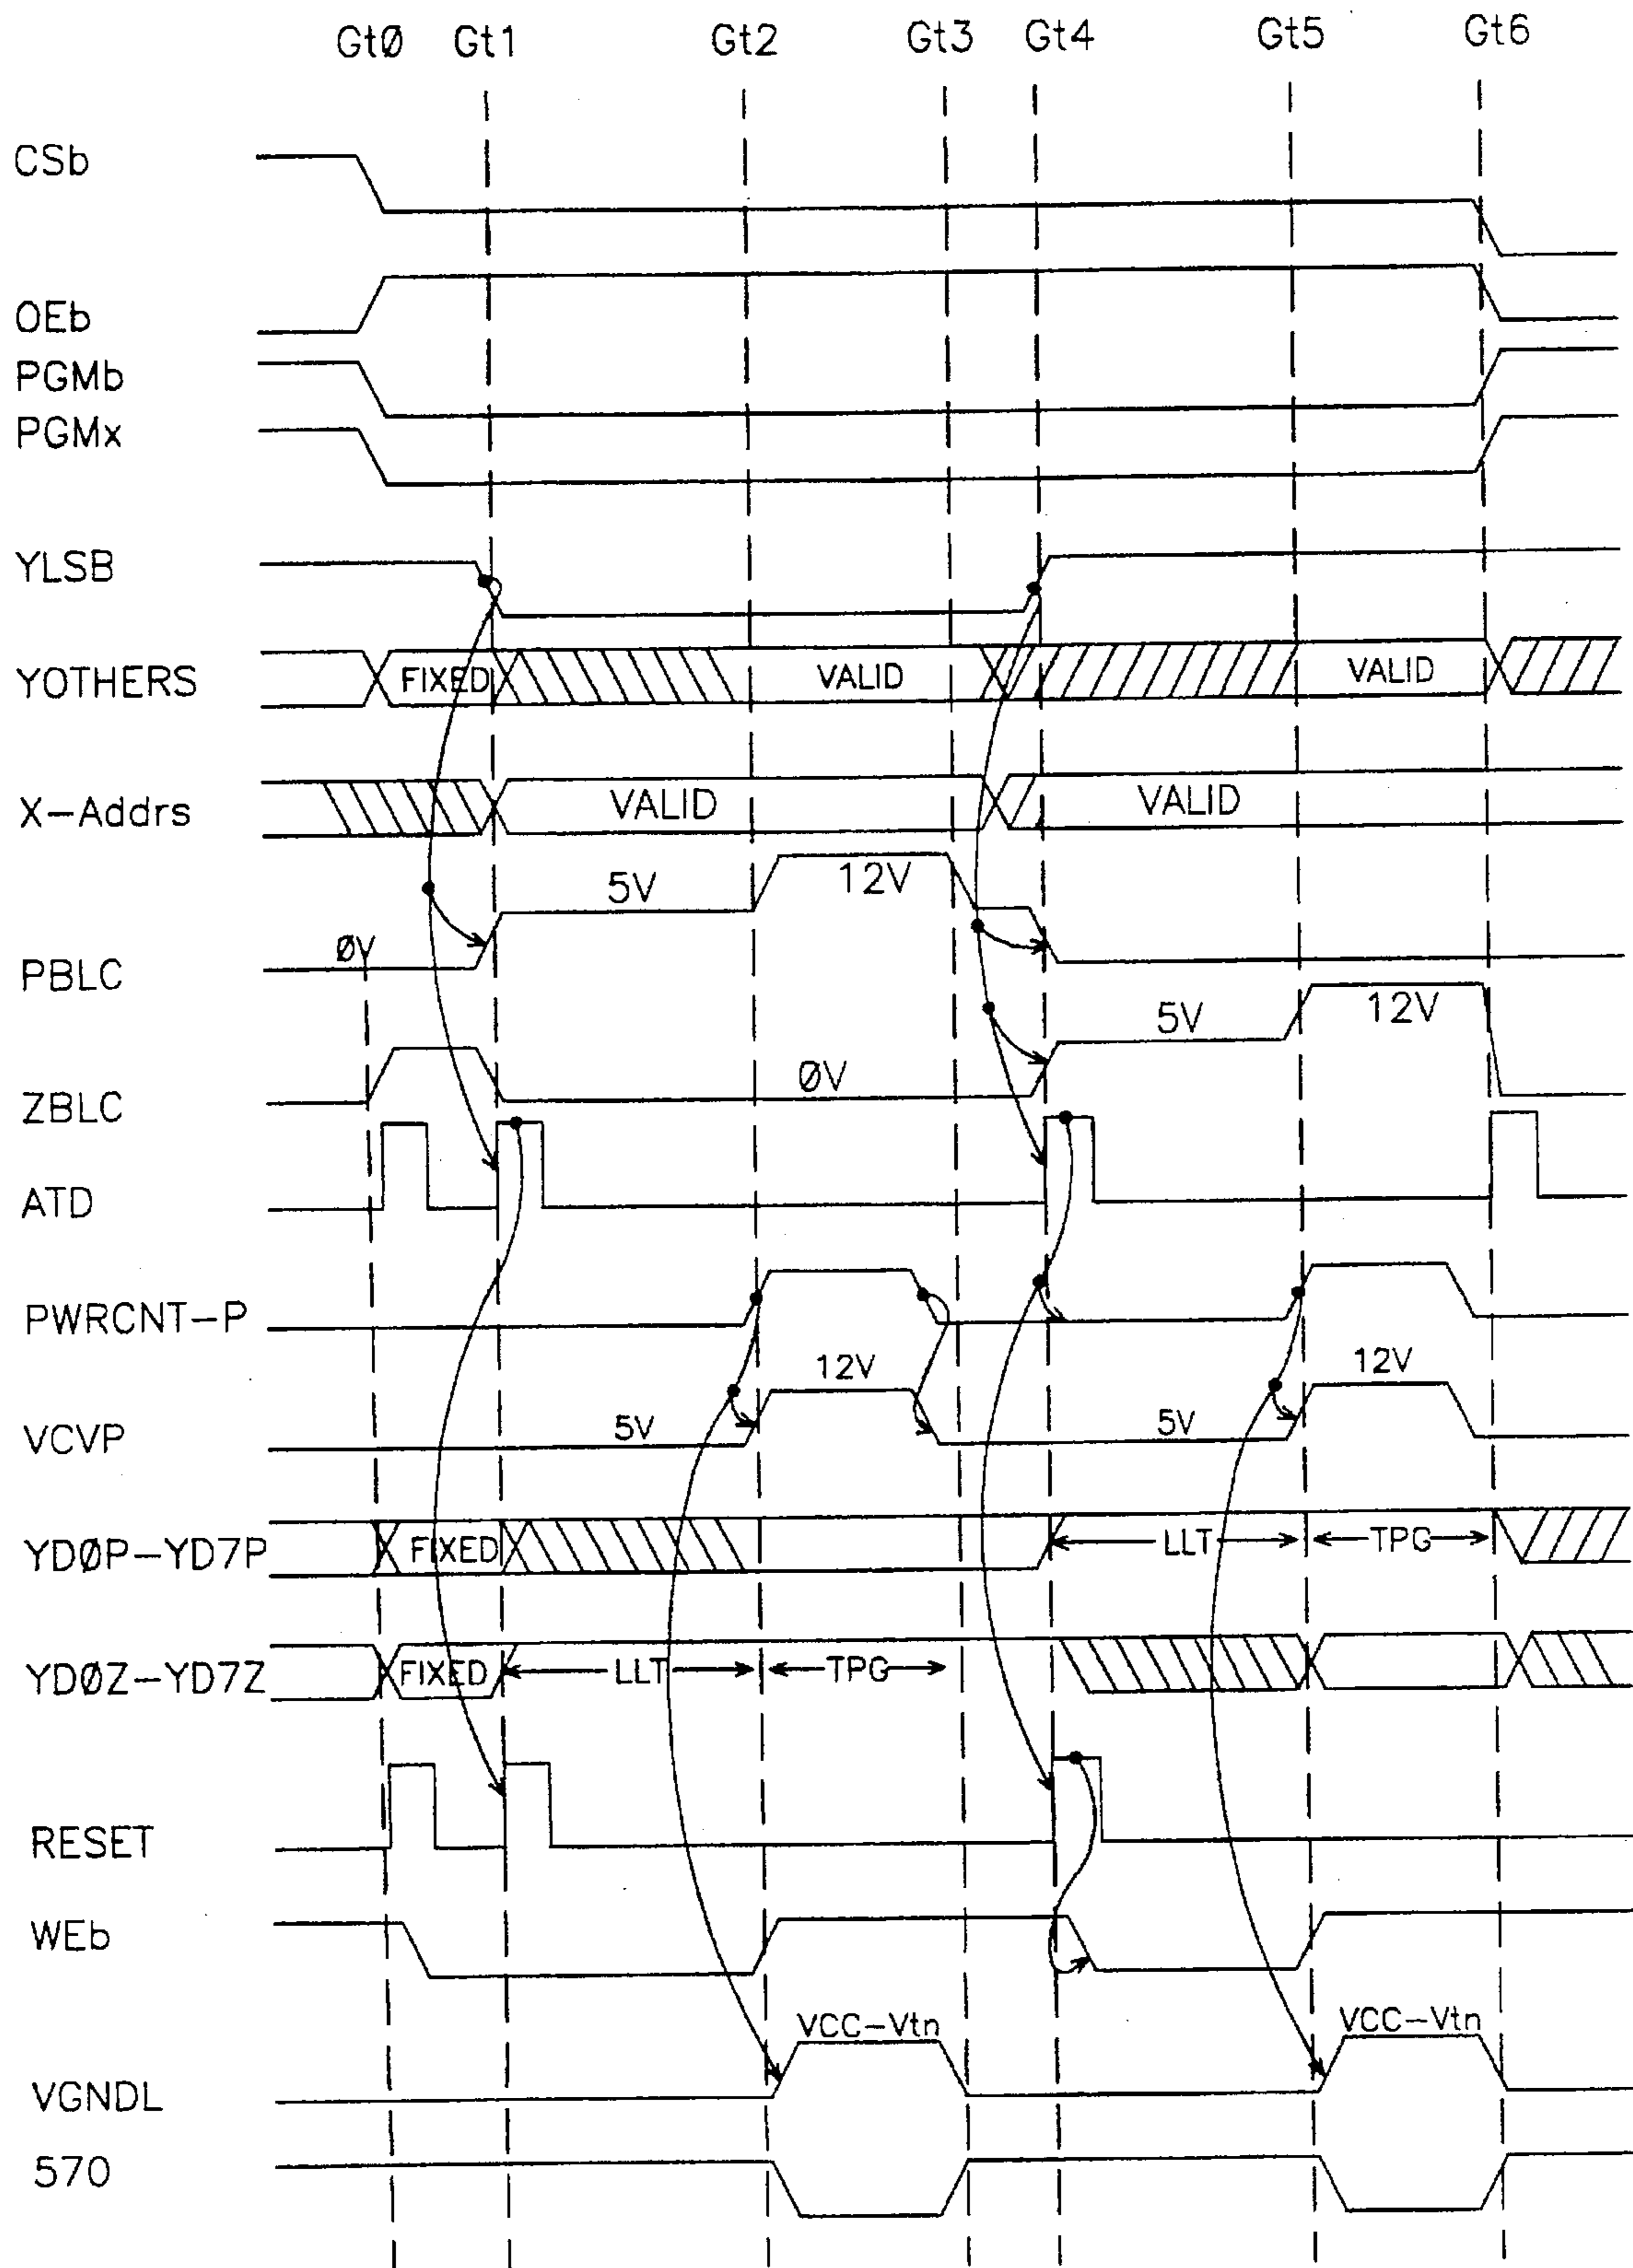 GtØ Gt1 Gt2 Gt3 Gt4 Gt5 Gt6
CSb
OEb
PGMb
PGMx
YLSB
YOTHERS FIXED VALID VALID
X-Addrs VALID VALID
PBLC ØV 5V 12V
ZBLC ØV 5V 12V
ATD
PWRCNT-P
VCVP 5V 12V 5V 12V
YDØP-YD7P FIXED LLT TPG
YDØZ-YD7Z FIXED LLT TPG
RESET
WEb
VGNDL VCC-Vtn VCC-Vtn
570